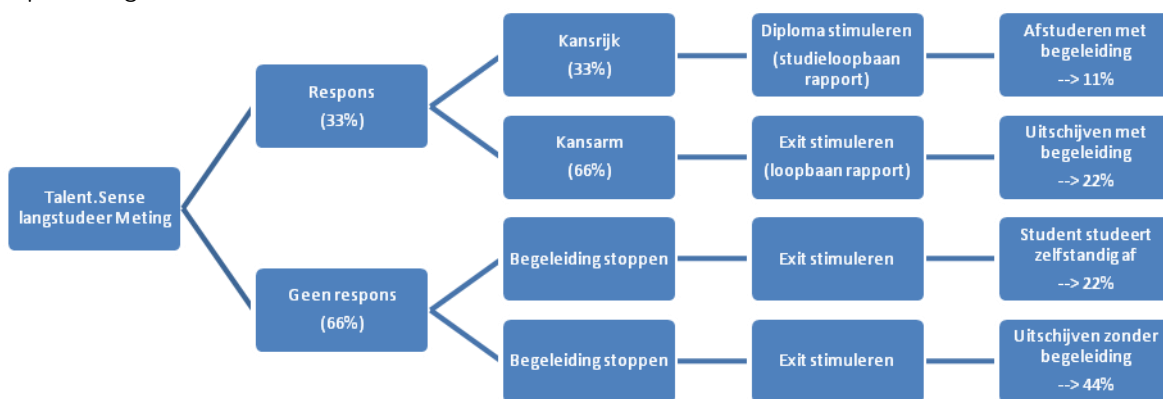 Kansrijk
(33%)
Diploma stimuleren
(studieloopbaan
rapport)
Afstuderen met
begeleiding
--> 11%
Respons
(33%)
Kansarm
(66%)
Exit stimuleren
(loopbaan rapport)
Uitschijven met
begeleiding
--> 22%
Talent.Sense
langstudeer Meting
Geen respons
(66%)
Begeleiding stoppen
Exit stimuleren
Student studeert
zelfstandig af
--> 22%
Begeleiding stoppen
Exit stimuleren
Uitschijven zonder
begeleiding
--> 44%